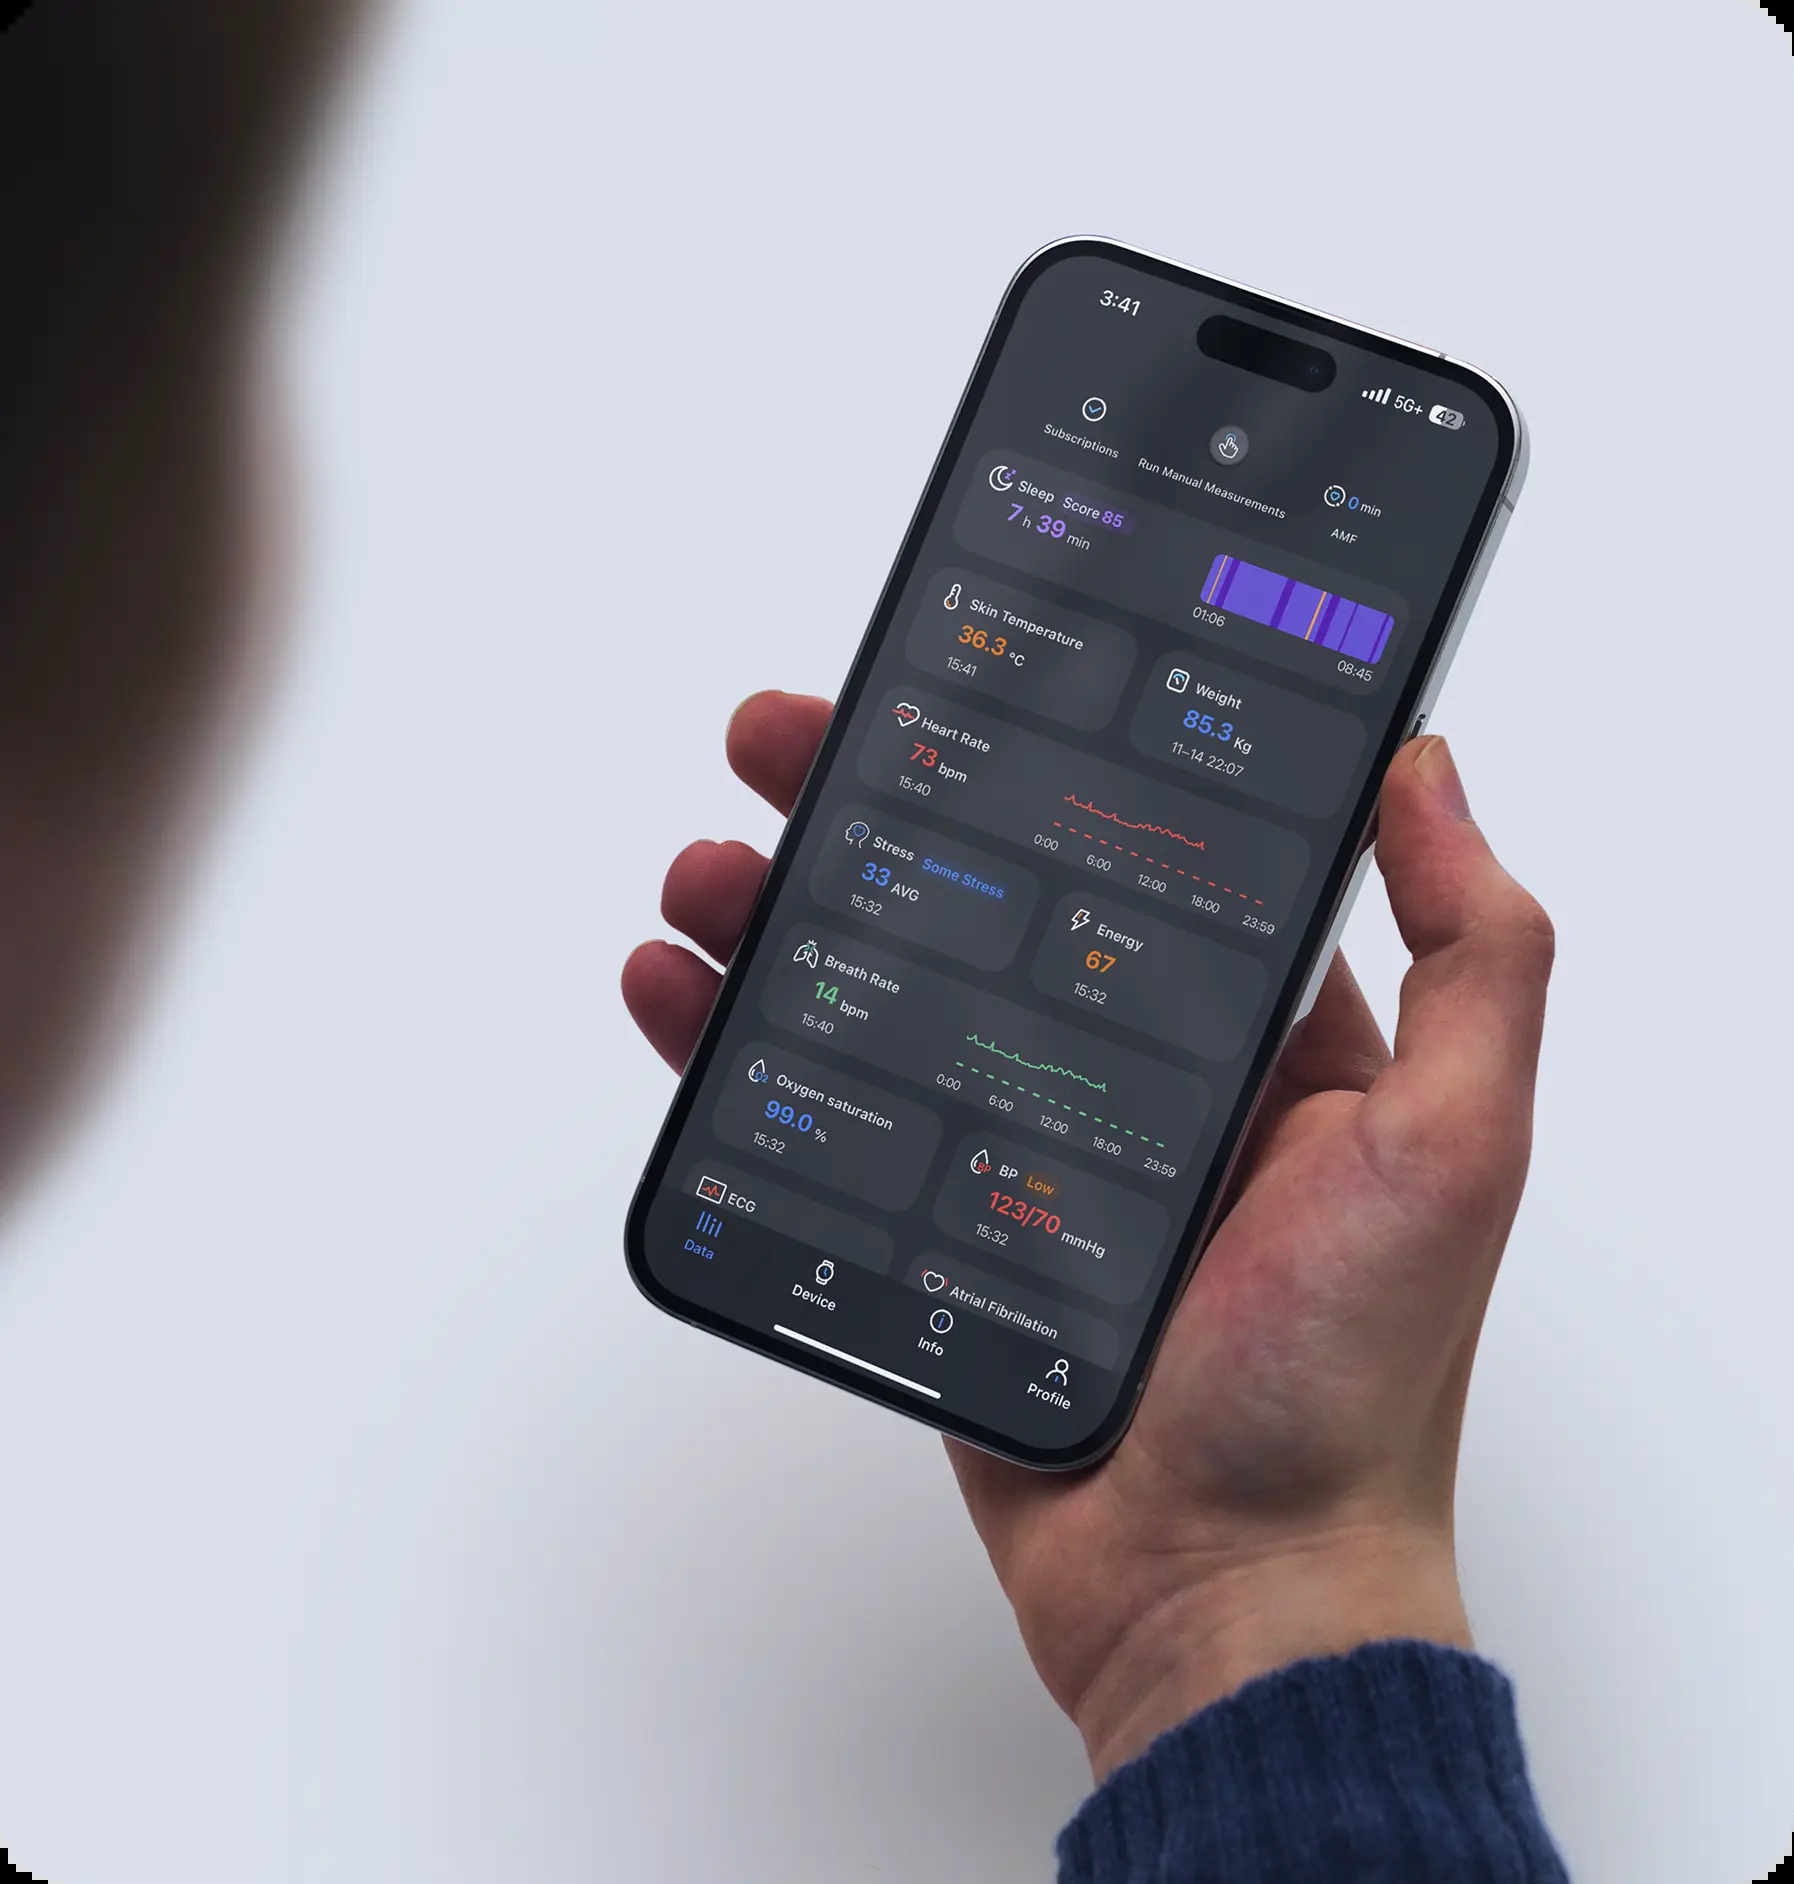 3:41
5G+ 42
Subscriptions
Run Manual Measurements
0 min
AMF
Sleep Score 85
7 h 39 min
01:06
08:45
Skin Temperature
36.3 °C
15:41
Weight
85.3 Kg
11-14 22:07
Heart Rate
73 bpm
15:40
0:00 6:00 12:00 18:00 23:59
Stress Some Stress
33 AVG
15:32
Energy
67
15:32
Breath Rate
14 bpm
15:40
0:00 6:00 12:00 18:00 23:59
O2 Oxygen saturation
99.0 %
15:32
BP BP Low
123/70 mmHg
15:32
ECG
Atrial Fibrillation
Data
Device
Info
Profile